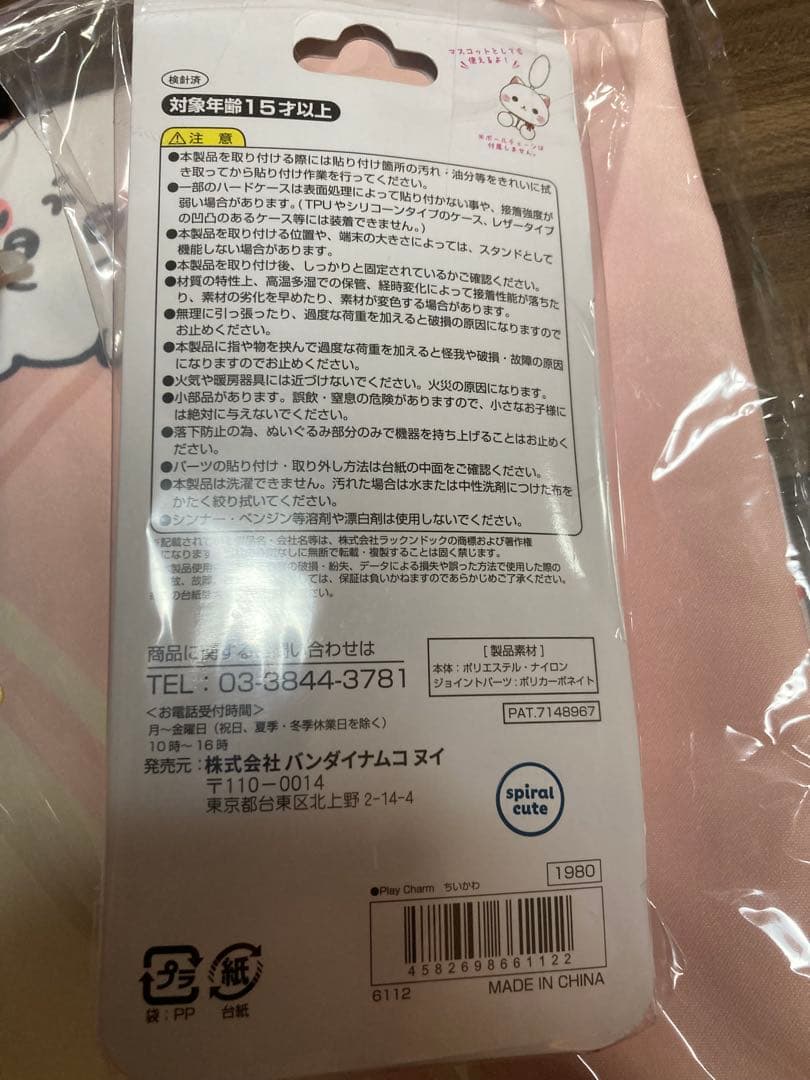 マスコットとしても
使えるよ!
※ボールチェーンは
付属しません。
検針済
対象年齢15才以上
注意
●本製品を取り付ける際には貼り付け箇所の汚れ・油分等をきれいに拭
き取ってから貼り付け作業を行ってください。
●一部のハードケースは表面処理によって貼り付かない事や、接着強度が
弱い場合があります。(TPUやシリコーンタイプのケース、レザータイプ
の凹凸のあるケース等には装着できません。)
●本製品を取り付ける位置や、端末の大きさによっては、スタンドとして
機能しない場合があります。
●本製品を取り付け後、しっかりと固定されているかご確認ください。
●材質の特性上、高温多湿での保管、経時変化によって接着性能が落ちた
り、素材の劣化を早めたり、素材が変色する場合があります。
●無理に引っ張ったり、過度な荷重を加えると破損の原因になりますので
お止めください。
●本製品に指や物を挟んで過度な荷重を加えると怪我や破損・故障の原因
になりますのでお止めください。
●火気や暖房器具には近づけないでください。火災の原因になります。
●小部品があります。誤飲・窒息の危険がありますので、小さなお子様に
は絶対に与えないでください。
●落下防止の為、ぬいぐるみ部分のみで機器を持ち上げることはお止めく
ださい。
●パーツの貼り付け・取り外し方法は台紙の中面をご確認ください。
●本製品は洗濯できません。汚れた場合は水または中性洗剤につけた布を
かたく絞り拭いてください。
●シンナー・ベンジン等溶剤や漂白剤は使用しないでください。
※記載されて 品名・会社名等は、株式会社ラックンドックの商標および著作権
になります。 なしに無断で転載・複製することは固く禁じます。
製品使用 の破損・紛失、データによる損失や誤った方法で使用した際の
故、故障 しては、保証は負いかねますのであらかじめご了承ください。
の台紙 しています。
商品に関するお問い合わせは
TEL:03-3844-3781
<お電話受付時間>
月〜金曜日(祝日、夏季・冬季休業日を除く)
10時〜16時
発売元:株式会社 バンダイナムコ ヌイ
〒110-0014
東京都台東区北上野 2-14-4
[製品素材]
本体:ポリエステル・ナイロン
ジョイントパーツ:ポリカーボネイト
PAT.7148967
spiral
cute
1980
●Play Charm ちいかわ
4582698661122
6112
MADE IN CHINA
プラ
袋:PP
紙
台紙